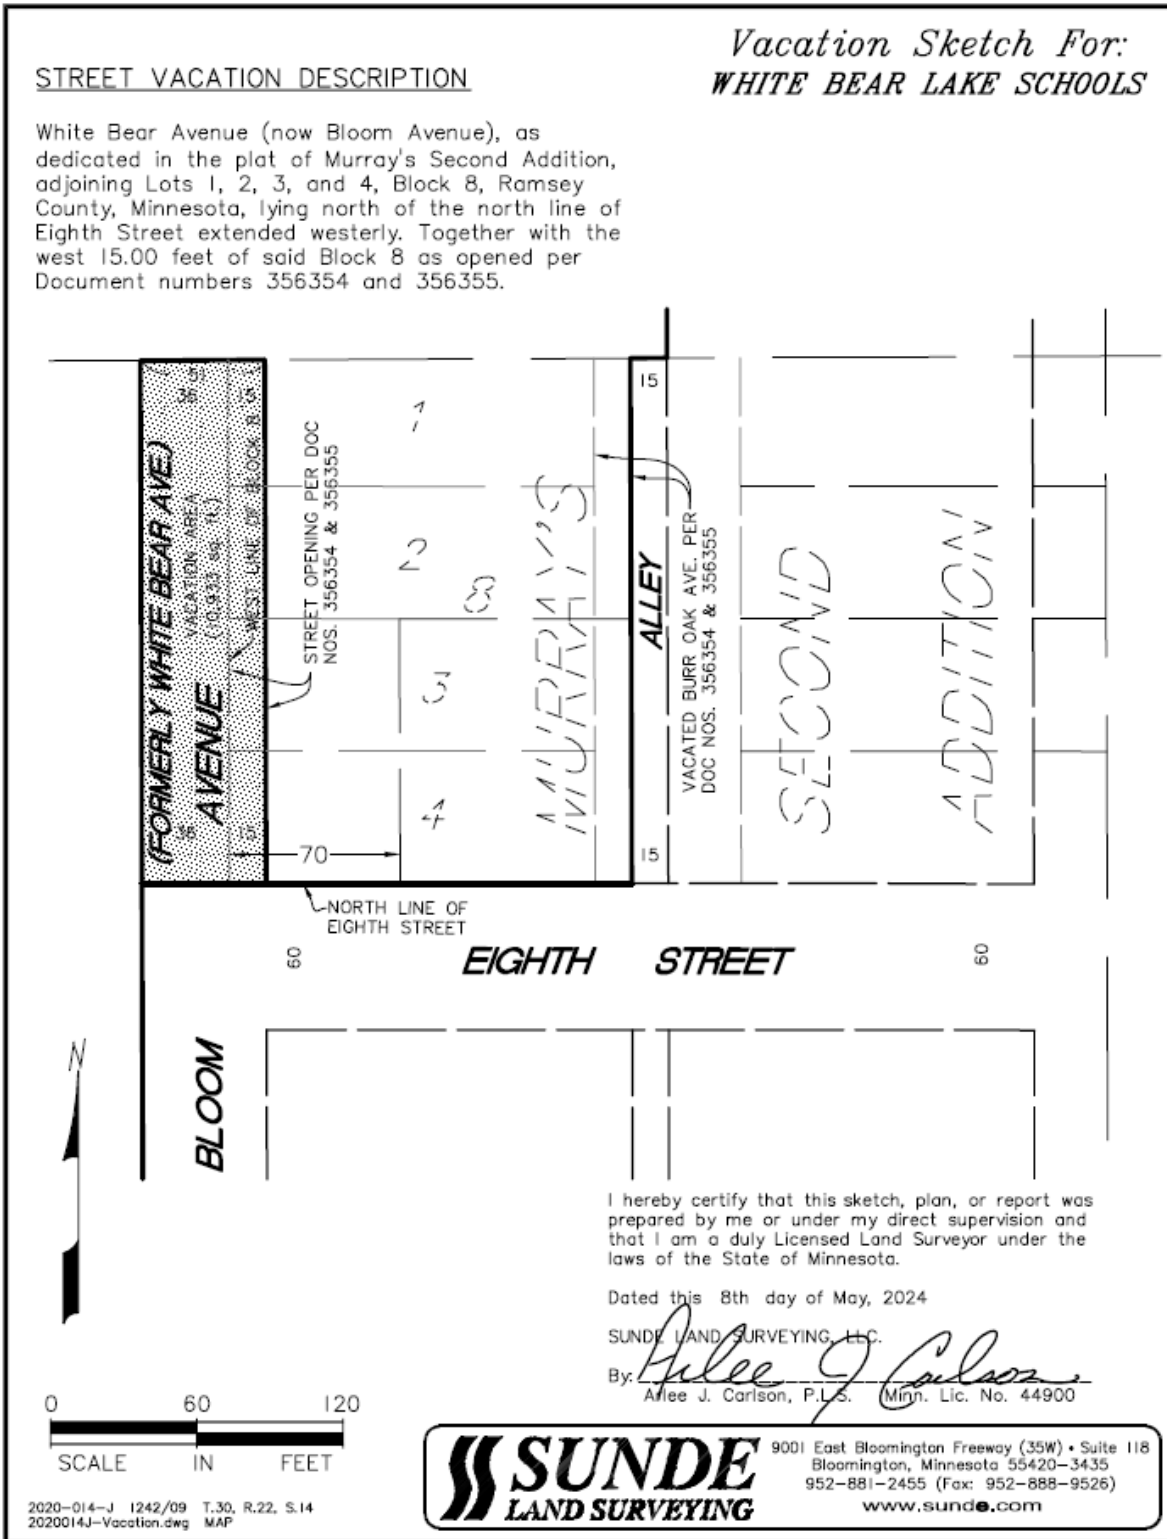 Vacation Sketch For:
WHITE BEAR LAKE SCHOOLS
STREET VACATION DESCRIPTION
White Bear Avenue (now Bloom Avenue), as
dedicated in the plat of Murray's Second Addition,
adjoining Lots 1, 2, 3, and 4, Block 8, Ramsey
County, Minnesota, lying north of the north line of
Eighth Street extended westerly. Together with the
west 15.00 feet of said Block 8 as opened per
Document numbers 356354 and 356355.
51
36
15
(FORMERLY WHITE BEAR AVE.)
VACATION AREA
WEST LINE OF BLOCK 8
AVENUE
36
15
STREET OPENING PER DOC
NOS. 356354 & 356355
1
2
8
3
4
70
MURRAY'S
15
ALLEY
15
VACATED BURR OAK AVE. PER
DOC NOS. 356354 & 356355
SECOND
ADDITION
NORTH LINE OF
EIGHTH STREET
60
EIGHTH STREET
60
BLOOM
N
I hereby certify that this sketch, plan, or report was
prepared by me or under my direct supervision and
that I am a duly Licensed Land Surveyor under the
laws of the State of Minnesota.
Dated this 8th day of May, 2024
SUNDE LAND SURVEYING, LLC.
By: Arlee J Carlson
Arlee J. Carlson, P.L.S. Minn. Lic. No. 44900
0 60 120
SCALE IN FEET
SUNDE
LAND SURVEYING
9001 East Bloomington Freeway (35W) • Suite 118
Bloomington, Minnesota 55420-3435
952-881-2455 (Fax: 952-888-9526)
www.sunde.com
2020-014-J 1242/09 T.30, R.22, S.14
2020014J-Vacation.dwg MAP